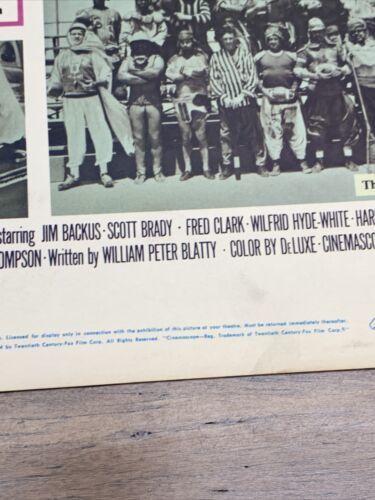 Th
starring JIM BACKUS · SCOTT BRADY · FRED CLARK · WILFRID HYDE-WHITE · HAR
OMPSON · Written by WILLIAM PETER BLATTY · COLOR BY DeLUXE · CINEMASCO
. Licensed for display only in connection with the exhibition of this picture at your theatre. Must be returned immediately thereafter.
by Twentieth Century-Fox Film Corp. All Rights Reserved. "Cinemascope—Reg. Trademark of Twentieth Century-Fox Film Corp."